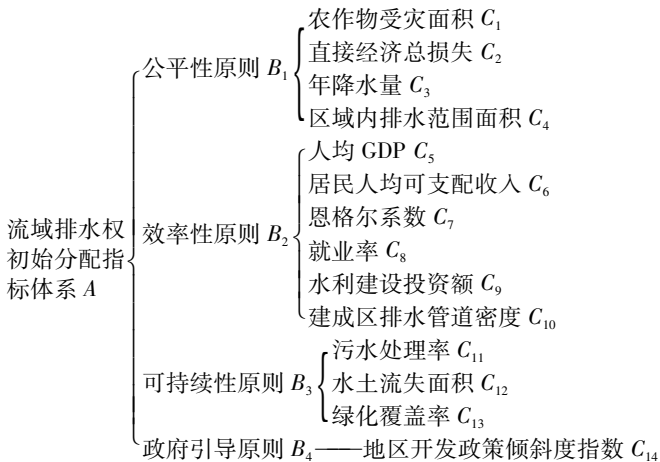 农作物受灾面积 C₁
直接经济总损失 C₂
公平性原则 B₁
年降水量 C₃
区域内排水范围面积 C₄
人均 GDP C₅
居民人均可支配收入 C₆
恩格尔系数 C₇
流域排水权
初始分配指
标体系 A
效率性原则 B₂
就业率 C₈
水利建设投资额 C₉
建成区排水管道密度 C₁₀
污水处理率 C₁₁
可持续性原则 B₃
水土流失面积 C₁₂
绿化覆盖率 C₁₃
政府引导原则 B₄——地区开发政策倾斜度指数 C₁₄